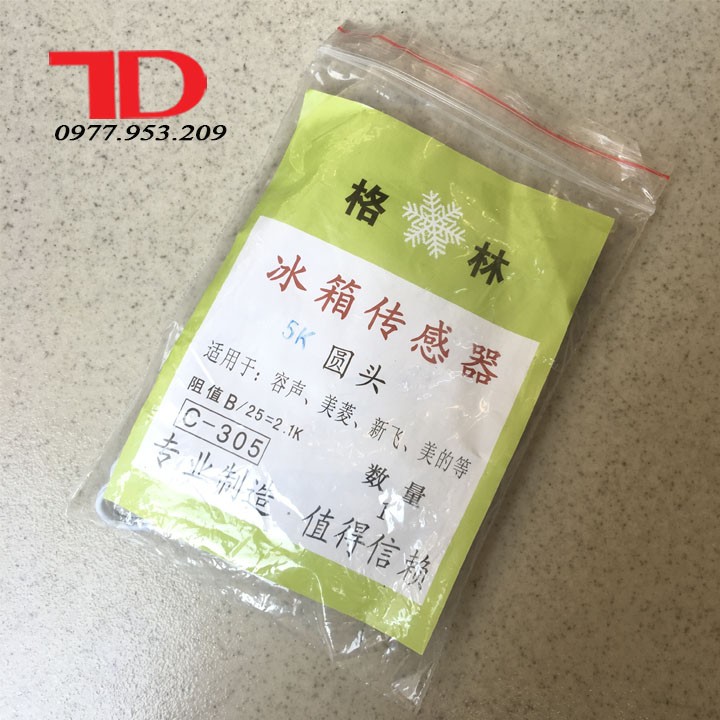 TD
0977.953.209
格林
冰箱传感器
5K 圆头
适用于：容声、美菱、新飞、美的等
阻值B/25=2.1K
C-305
数量
1
专业制造·值得信赖